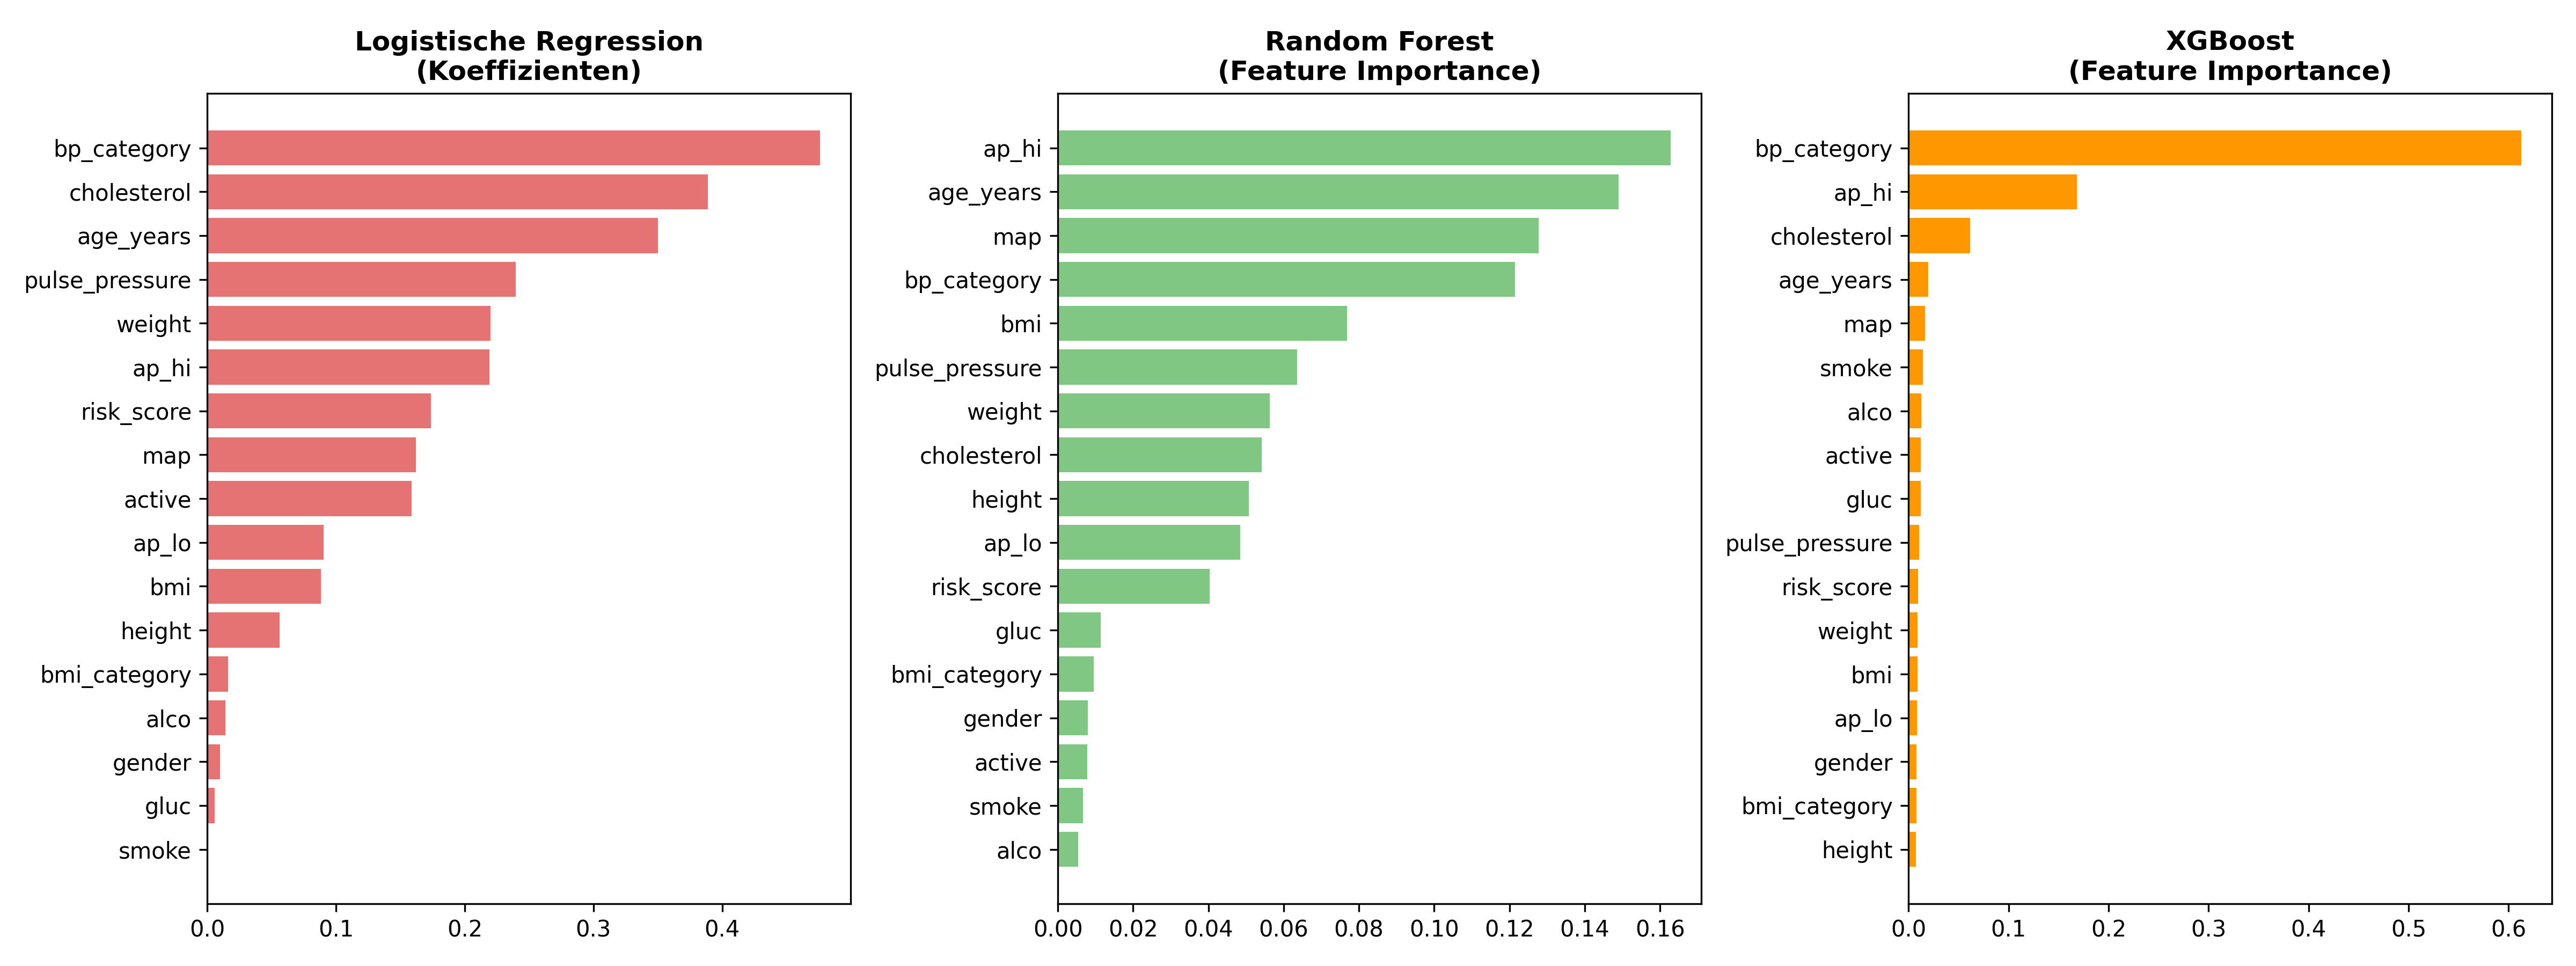 Logistische Regression
(Koeffizienten)
bp_category
cholesterol
age_years
pulse_pressure
weight
ap_hi
risk_score
map
active
ap_lo
bmi
height
bmi_category
alco
gender
gluc
smoke
0.0 0.1 0.2 0.3 0.4
Random Forest
(Feature Importance)
ap_hi
age_years
map
bp_category
bmi
pulse_pressure
weight
cholesterol
height
ap_lo
risk_score
gluc
bmi_category
gender
active
smoke
alco
0.00 0.02 0.04 0.06 0.08 0.10 0.12 0.14 0.16
XGBoost
(Feature Importance)
bp_category
ap_hi
cholesterol
age_years
map
smoke
alco
active
gluc
pulse_pressure
risk_score
weight
bmi
ap_lo
gender
bmi_category
height
0.0 0.1 0.2 0.3 0.4 0.5 0.6